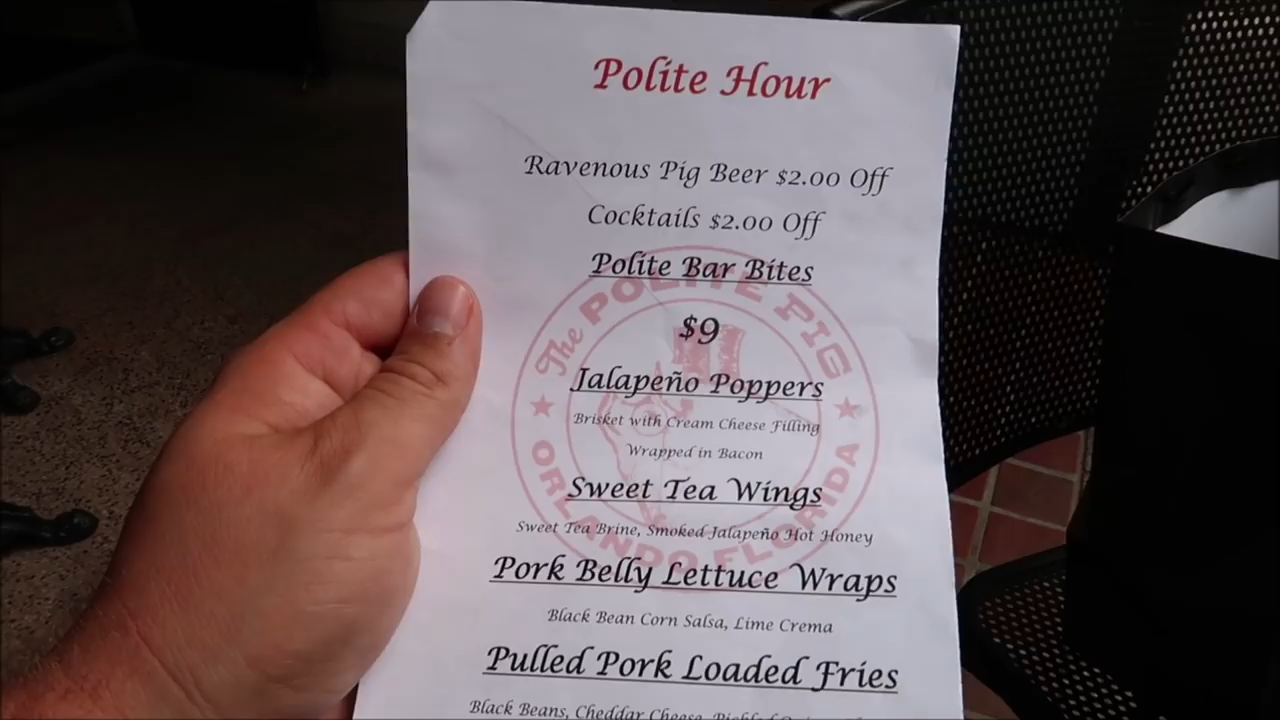 Polite Hour
Ravenous Pig Beer $2.00 Off
Cocktails $2.00 Off
Polite Bar Bites
$9
Jalapeño Poppers
Brisket with Cream Cheese Filling
Wrapped in Bacon
Sweet Tea Wings
Sweet Tea Brine, Smoked Jalapeño Hot Honey
Pork Belly Lettuce Wraps
Black Bean Corn Salsa, Lime Crema
Pulled Pork Loaded Fries
Black Beans, Cheddar Cheese,
The POLITE PIG
ORLANDO FLORIDA